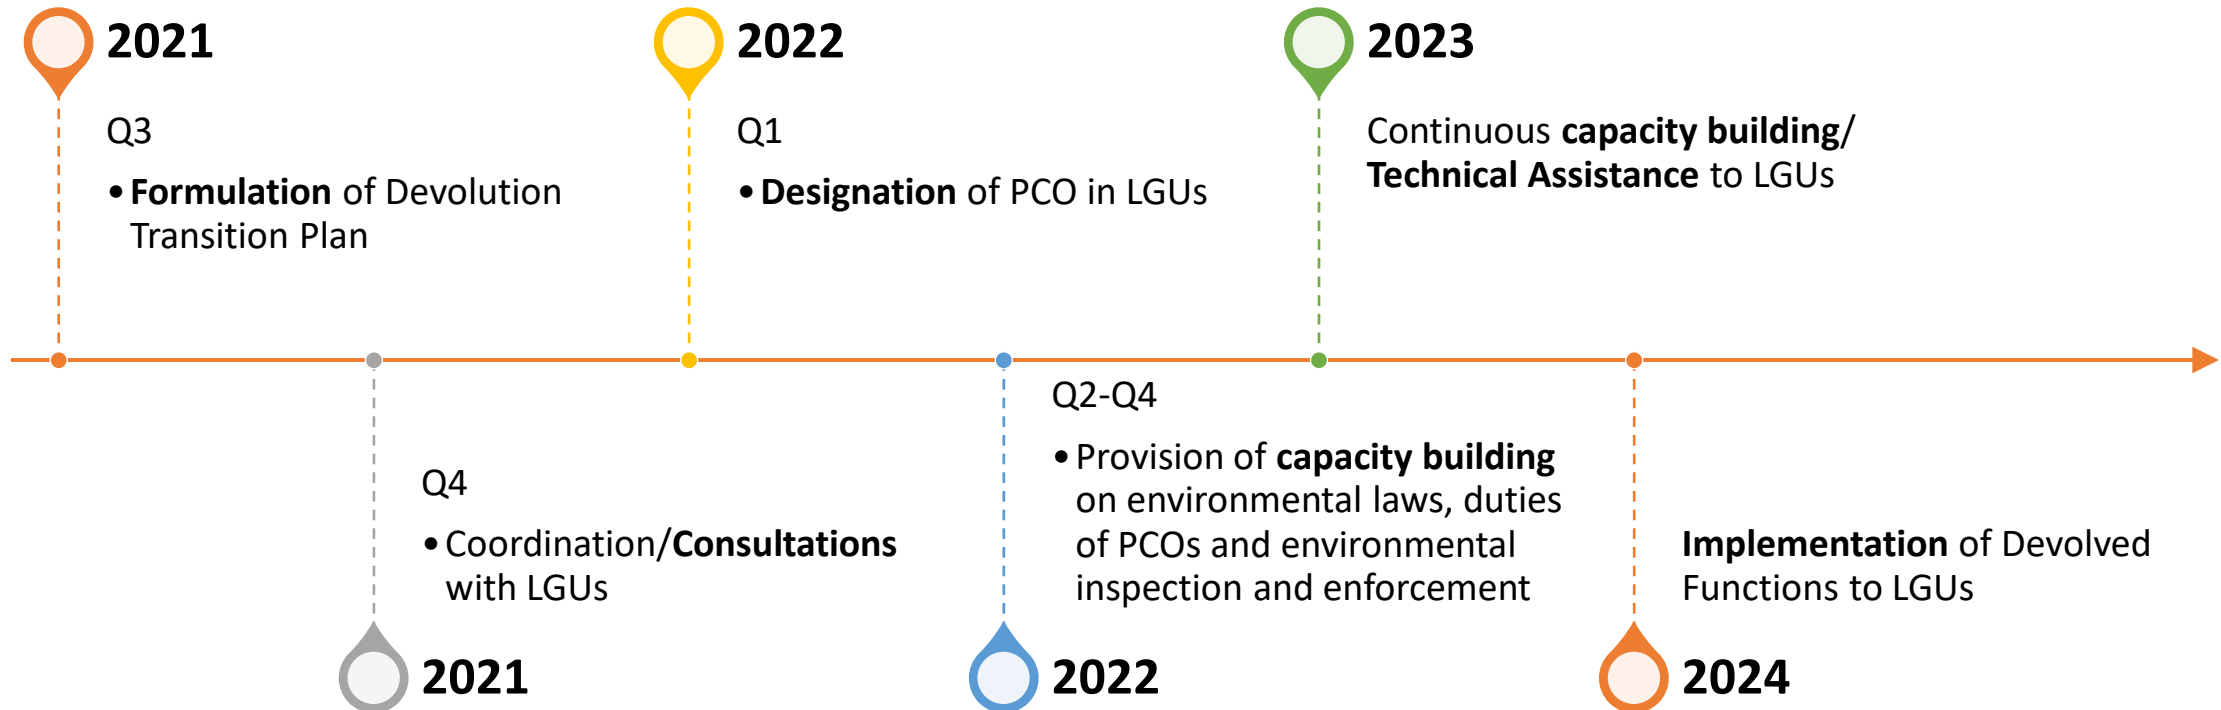 2021
Q3
•Formulation of Devolution
Transition Plan
2021
Q4
•Coordination/Consultations
with LGUs
2022
Q1
•Designation of PCO in LGUs
2022
Q2-Q4
•Provision of capacity building
on environmental laws, duties
of PCOs and environmental
inspection and enforcement
2023
Continuous capacity building/
Technical Assistance to LGUs
2024
Implementation of Devolved
Functions to LGUs